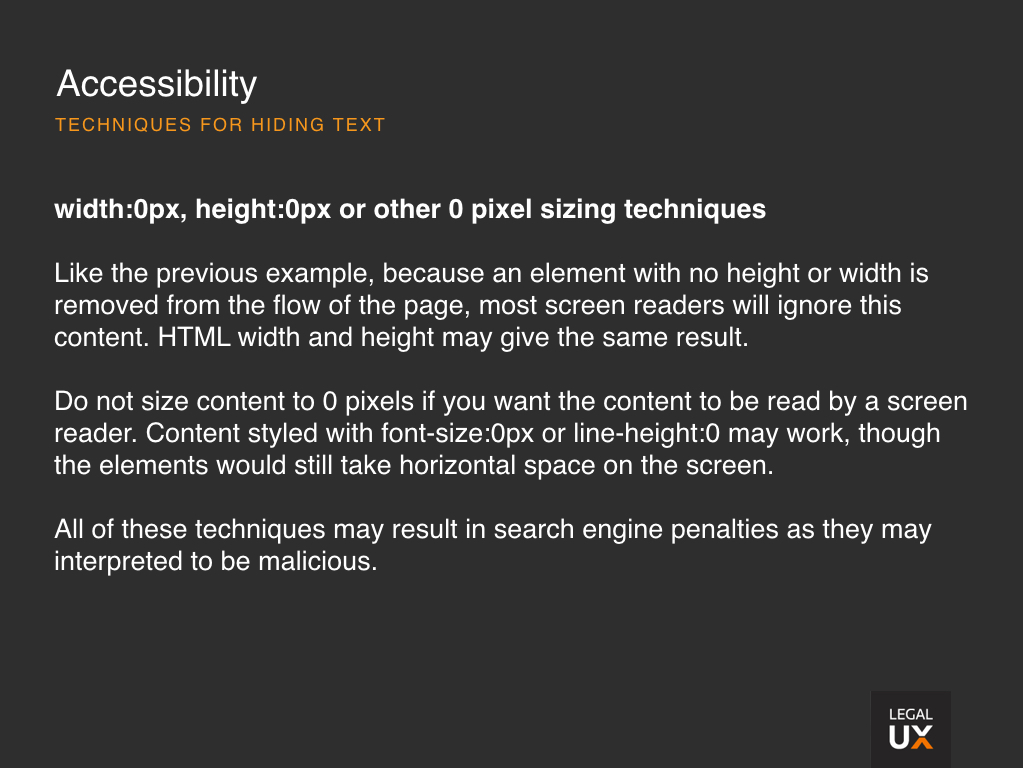 Accessibility
TECHNIQUES FOR HIDING TEXT
width:0px, height:0px or other 0 pixel sizing techniques
Like the previous example, because an element with no height or width is
removed from the flow of the page, most screen readers will ignore this
content. HTML width and height may give the same result.
Do not size content to 0 pixels if you want the content to be read by a screen
reader. Content styled with font-size:0px or line-height:0 may work, though
the elements would still take horizontal space on the screen.
All of these techniques may result in search engine penalties as they may
interpreted to be malicious.
LEGAL
UX